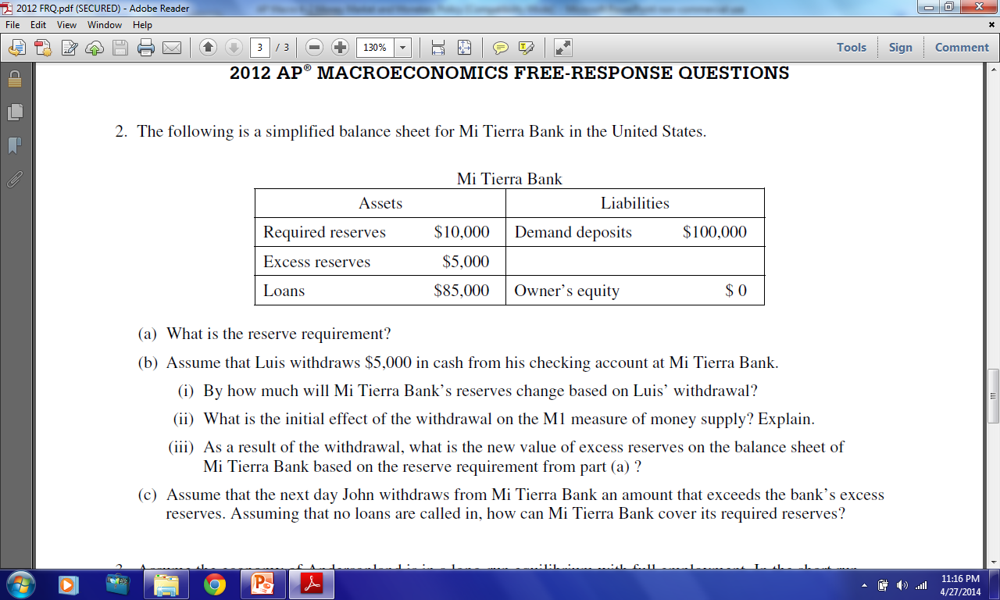 2012 FRQ.pdf (SECURED) - Adobe Reader
File Edit View Window Help
3 / 3 130% Tools Sign Comment
2012 AP® MACROECONOMICS FREE-RESPONSE QUESTIONS
2. The following is a simplified balance sheet for Mi Tierra Bank in the United States.
Mi Tierra Bank
Assets Liabilities
Required reserves $10,000 Demand deposits $100,000
Excess reserves $5,000
Loans $85,000 Owner's equity $ 0
(a) What is the reserve requirement?
(b) Assume that Luis withdraws $5,000 in cash from his checking account at Mi Tierra Bank.
(i) By how much will Mi Tierra Bank's reserves change based on Luis' withdrawal?
(ii) What is the initial effect of the withdrawal on the M1 measure of money supply? Explain.
(iii) As a result of the withdrawal, what is the new value of excess reserves on the balance sheet of
Mi Tierra Bank based on the reserve requirement from part (a) ?
(c) Assume that the next day John withdraws from Mi Tierra Bank an amount that exceeds the bank's excess
reserves. Assuming that no loans are called in, how can Mi Tierra Bank cover its required reserves?
11:16 PM
4/27/2014